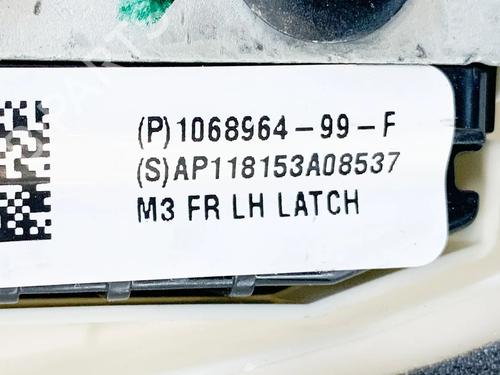 (P)1068964-99-F
(S)AP118153A08537
M3 FR LH LATCH